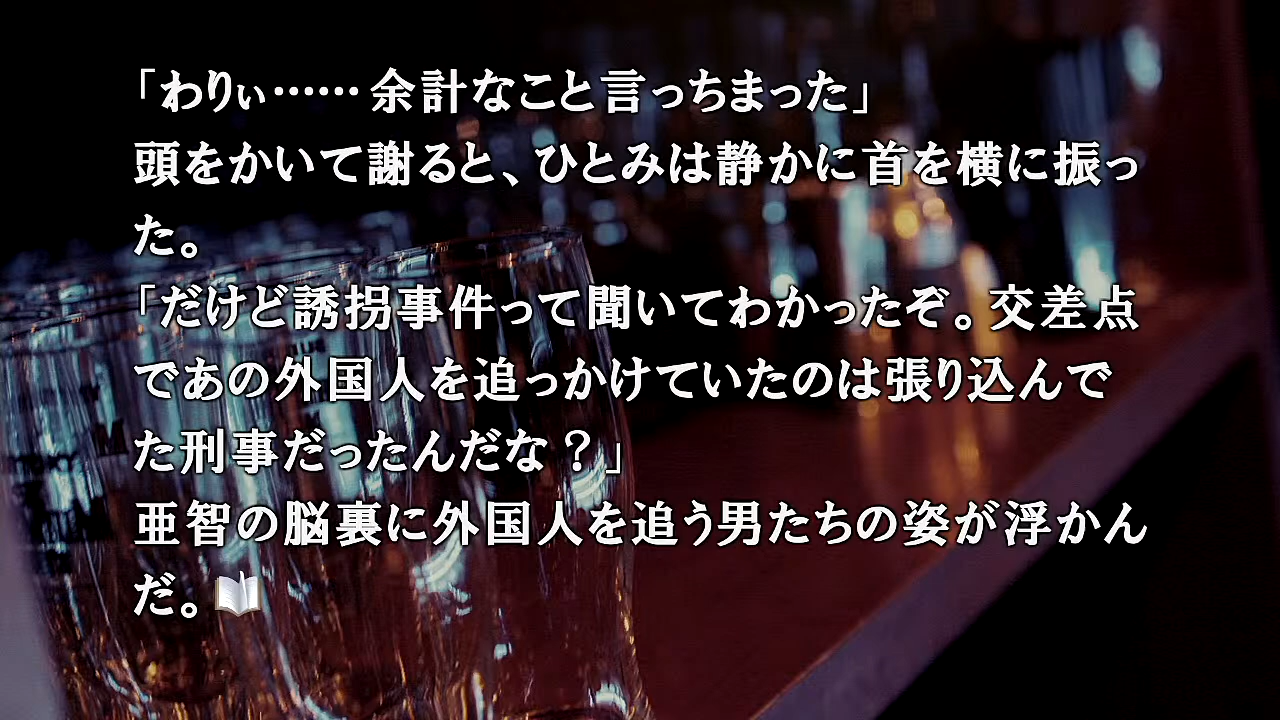 「わりぃ……余計なこと言っちまった」
頭をかいて謝ると、ひとみは静かに首を横に振っ
た。
「だけど誘拐事件って聞いてわかったぞ。交差点
であの外国人を追っかけていたのは張り込んで
た刑事だったんだな？」
亜智の脳裏に外国人を追う男たちの姿が浮かん
だ。